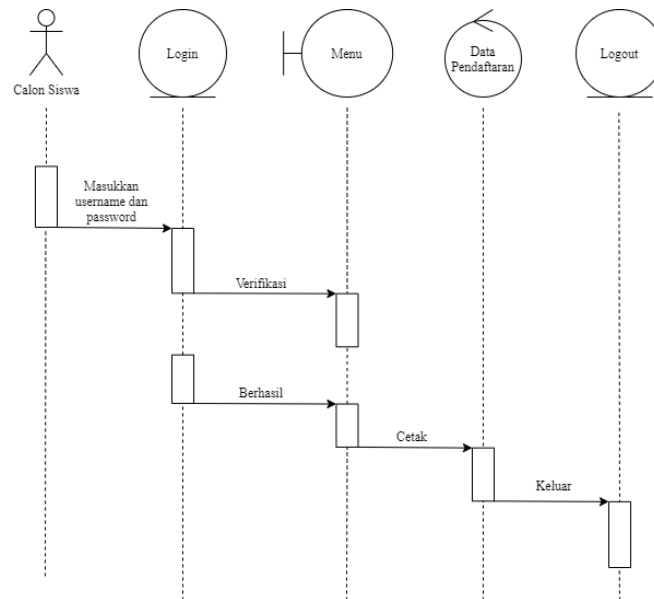 Calon Siswa
Login
Menu
Data
Pendaftaran
Logout
Masukkan
username dan
password
Verifikasi
Berhasil
Cetak
Keluar